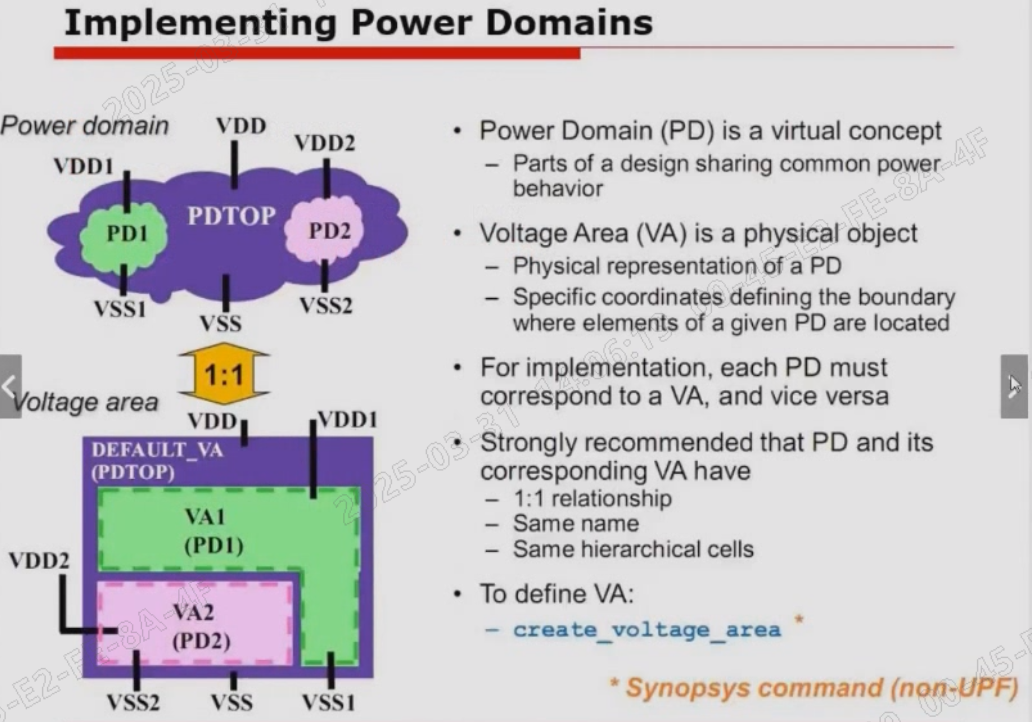 Implementing Power Domains
Power domain
VDD
VDD1
VDD2
PDTOP
PD1
PD2
VSS1
VSS
VSS2
1:1
Voltage area
VDD
VDD1
DEFAULT_VA
(PDTOP)
VA1
(PD1)
VDD2
VA2
(PD2)
VSS2
VSS
VSS1
• Power Domain (PD) is a virtual concept
– Parts of a design sharing common power
behavior
• Voltage Area (VA) is a physical object
– Physical representation of a PD
– Specific coordinates defining the boundary
where elements of a given PD are located
• For implementation, each PD must
correspond to a VA, and vice versa
• Strongly recommended that PD and its
corresponding VA have
– 1:1 relationship
– Same name
– Same hierarchical cells
• To define VA:
– create_voltage_area *
* Synopsys command (non-UPF)
2025-03-31 14:06:13 00-45-E2-FE-8A-4F